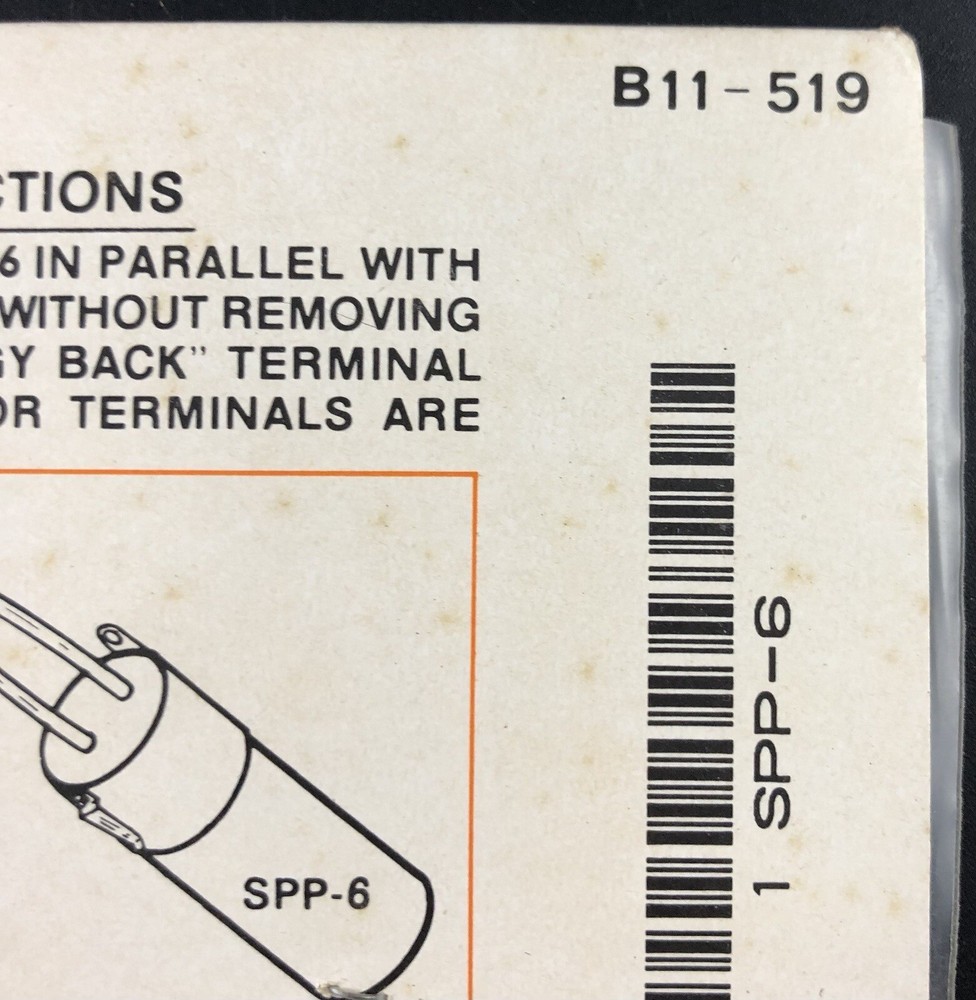 B11-519
CTIONS
6 IN PARALLEL WITH
WITHOUT REMOVING
GY BACK” TERMINAL
OR TERMINALS ARE
SPP-6
1 SPP-6